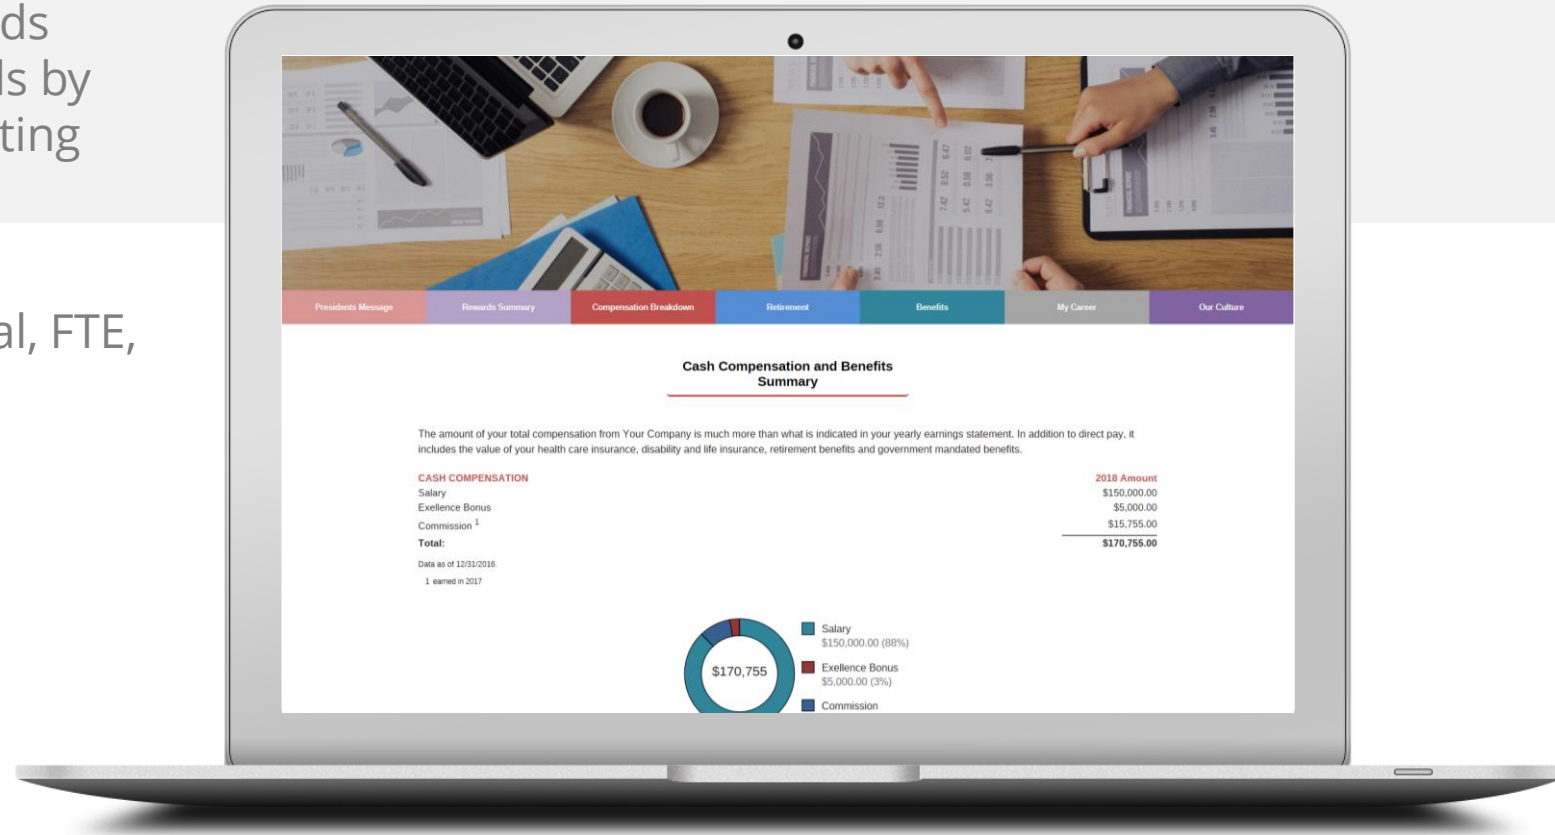 ds
ls by
ting
al, FTE,
Presidents Message
Rewards Summary
Compensation Breakdown
Retirement
Benefits
My Career
Our Culture
Cash Compensation and Benefits
Summary
The amount of your total compensation from Your Company is much more than what is indicated in your yearly earnings statement. In addition to direct pay, it
includes the value of your health care insurance, disability and life insurance, retirement benefits and government mandated benefits.
CASH COMPENSATION 2018 Amount
Salary $150,000.00
Exellence Bonus $5,000.00
Commission 1 $15,755.00
Total: $170,755.00
Data as of 12/31/2016.
1 earned in 2017
$170,755
Salary
$150,000.00 (88%)
Exellence Bonus
$5,000.00 (3%)
Commission